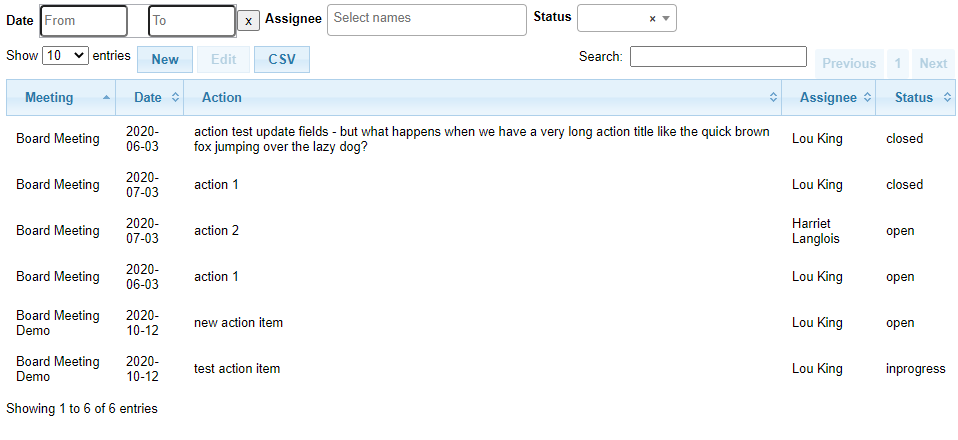 Date From To x Assignee Select names Status ×
Show 10 entries New Edit CSV Search: Previous 1 Next
Meeting Date Action Assignee Status
Board Meeting 2020-06-03 action test update fields - but what happens when we have a very long action title like the quick brown fox jumping over the lazy dog? Lou King closed
Board Meeting 2020-07-03 action 1 Lou King closed
Board Meeting 2020-07-03 action 2 Harriet Langlois open
Board Meeting 2020-06-03 action 1 Lou King open
Board Meeting Demo 2020-10-12 new action item Lou King open
Board Meeting Demo 2020-10-12 test action item Lou King inprogress
Showing 1 to 6 of 6 entries